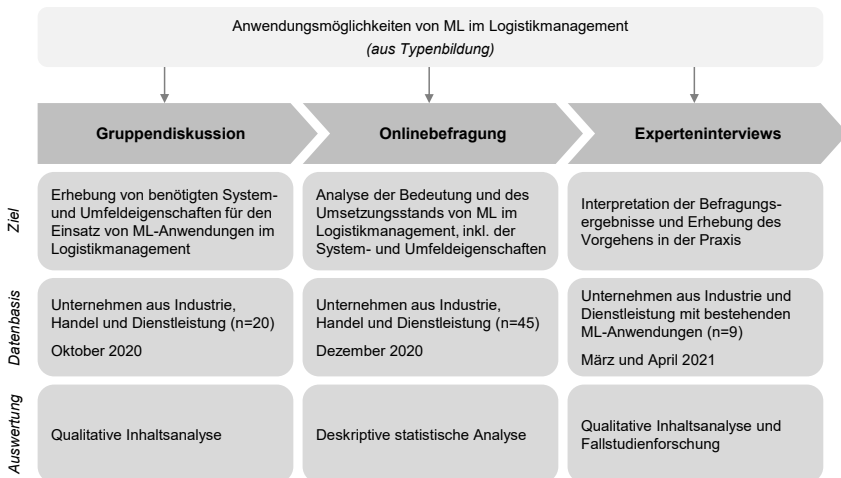 Anwendungsmöglichkeiten von ML im Logistikmanagement
(aus Typenbildung)
Gruppendiskussion
Onlinebefragung
Experteninterviews
Ziel
Erhebung von benötigten System-
und Umfeldeigenschaften für den
Einsatz von ML-Anwendungen im
Logistikmanagement
Analyse der Bedeutung und des
Umsetzungsstands von ML im
Logistikmanagement, inkl. der
System- und Umfeldeigenschaften
Interpretation der Befragungs-
ergebnisse und Erhebung des
Vorgehens in der Praxis
Datenbasis
Unternehmen aus Industrie,
Handel und Dienstleistung (n=20)
Oktober 2020
Unternehmen aus Industrie,
Handel und Dienstleistung (n=45)
Dezember 2020
Unternehmen aus Industrie und
Dienstleistung mit bestehenden
ML-Anwendungen (n=9)
März und April 2021
Auswertung
Qualitative Inhaltsanalyse
Deskriptive statistische Analyse
Qualitative Inhaltsanalyse und
Fallstudienforschung